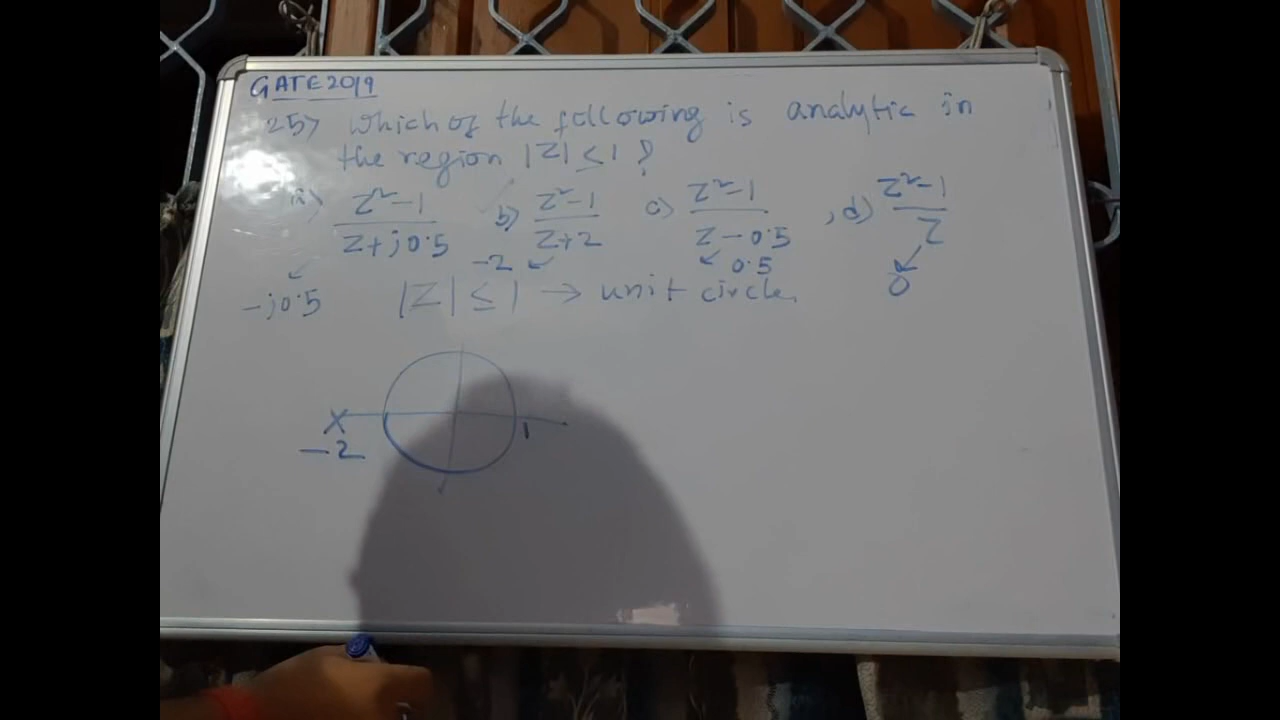 GATE 2019
25> Which of the following is analytic in
the region |Z| ≤ 1 ?
a) (Z²-1)/(Z+j0.5) b) (Z²-1)/(Z+2) c) (Z²-1)/(Z-0.5) , d) (Z²-1)/Z
-j0.5 -2 0.5 0
|Z| ≤ 1 → unit circle.
-2 1